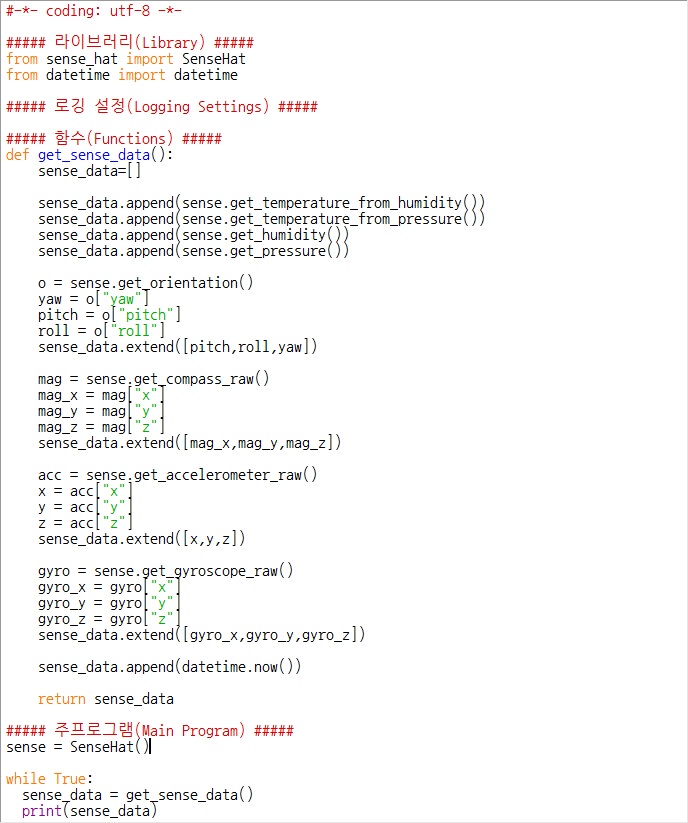 #-*- coding: utf-8 -*-
##### 라이브러리(Library) #####
from sense_hat import SenseHat
from datetime import datetime
##### 로깅 설정(Logging Settings) #####
##### 함수(Functions) #####
def get_sense_data():
    sense_data=[]
    sense_data.append(sense.get_temperature_from_humidity())
    sense_data.append(sense.get_temperature_from_pressure())
    sense_data.append(sense.get_humidity())
    sense_data.append(sense.get_pressure())
    o = sense.get_orientation()
    yaw = o["yaw"]
    pitch = o["pitch"]
    roll = o["roll"]
    sense_data.extend([pitch,roll,yaw])
    mag = sense.get_compass_raw()
    mag_x = mag["x"]
    mag_y = mag["y"]
    mag_z = mag["z"]
    sense_data.extend([mag_x,mag_y,mag_z])
    acc = sense.get_accelerometer_raw()
    x = acc["x"]
    y = acc["y"]
    z = acc["z"]
    sense_data.extend([x,y,z])
    gyro = sense.get_gyroscope_raw()
    gyro_x = gyro["x"]
    gyro_y = gyro["y"]
    gyro_z = gyro["z"]
    sense_data.extend([gyro_x,gyro_y,gyro_z])
    sense_data.append(datetime.now())
    return sense_data
##### 주프로그램(Main Program) #####
sense = SenseHat()
while True:
  sense_data = get_sense_data()
  print(sense_data)